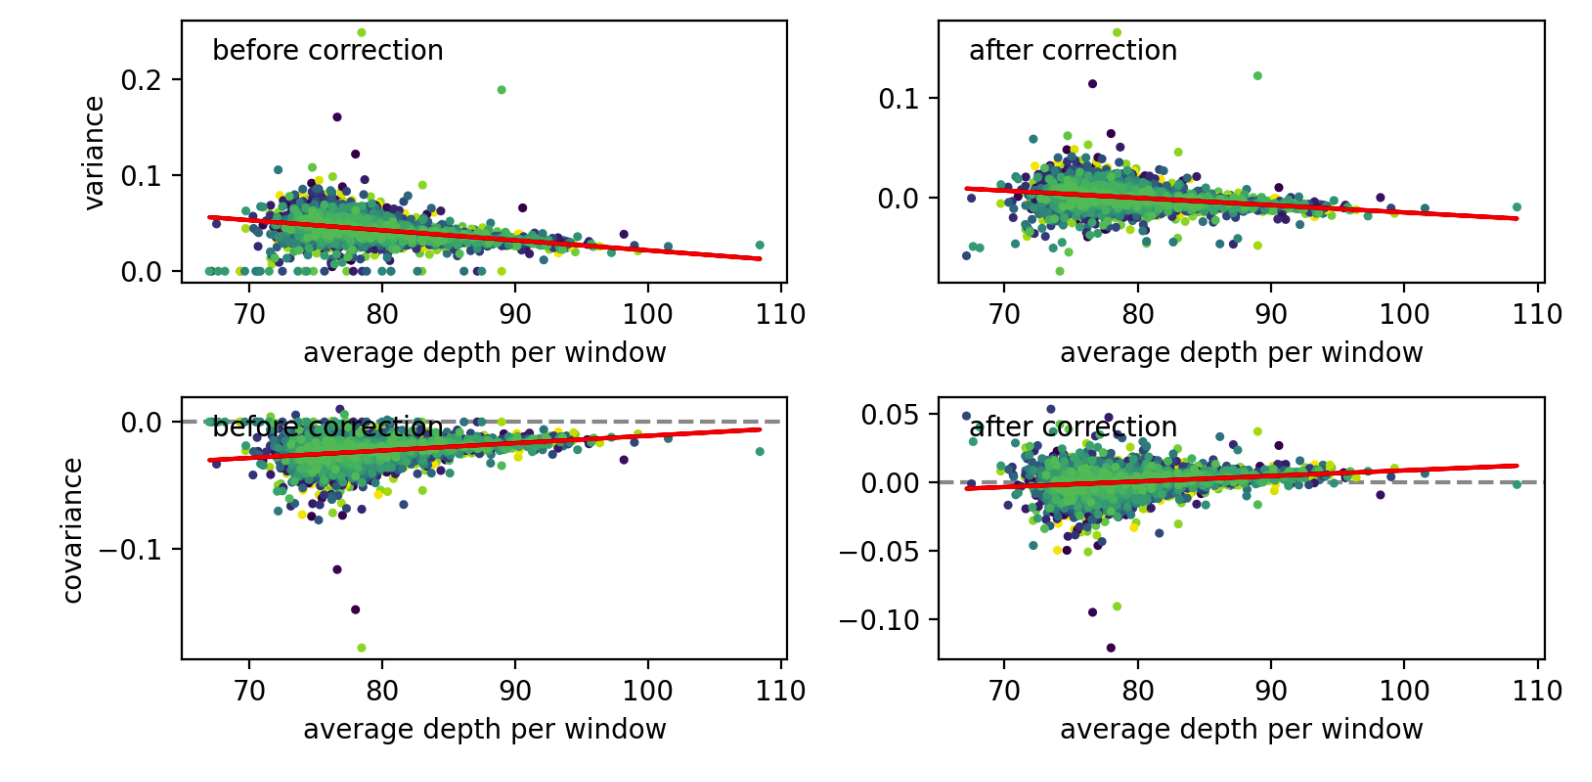 before correction
variance
0.2
0.1
0.0
70 80 90 100 110
average depth per window
after correction
0.1
0.0
70 80 90 100 110
average depth per window
before correction
covariance
0.0
−0.1
70 80 90 100 110
average depth per window
after correction
0.05
0.00
−0.05
−0.10
70 80 90 100 110
average depth per window